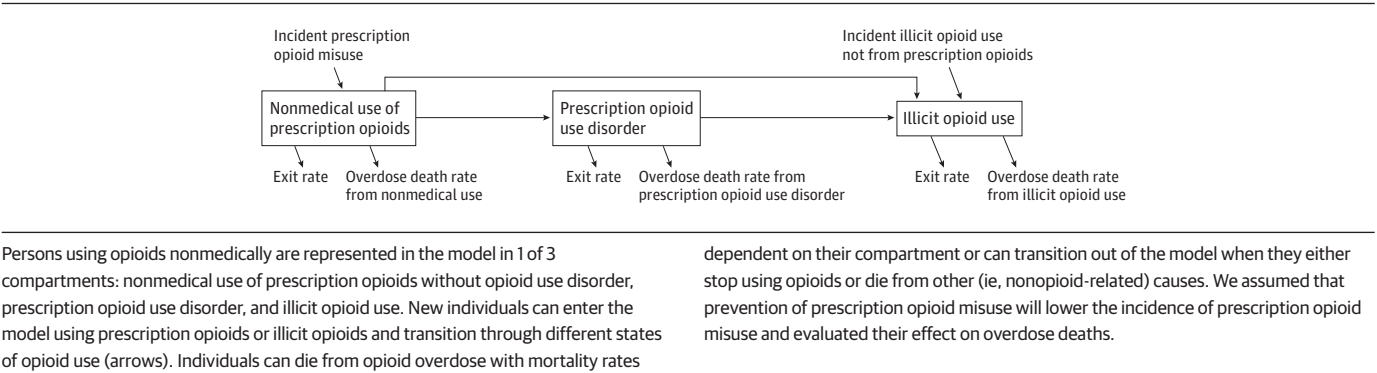 Incident prescription
opioid misuse
Incident illicit opioid use
not from prescription opioids
Nonmedical use of
prescription opioids
Prescription opioid
use disorder
Illicit opioid use
Exit rate
Overdose death rate
from nonmedical use
Exit rate
Overdose death rate from
prescription opioid use disorder
Exit rate
Overdose death rate
from illicit opioid use
Persons using opioids nonmedically are represented in the model in 1 of 3
compartments: nonmedical use of prescription opioids without opioid use disorder,
prescription opioid use disorder, and illicit opioid use. New individuals can enter the
model using prescription opioids or illicit opioids and transition through different states
of opioid use (arrows). Individuals can die from opioid overdose with mortality rates
dependent on their compartment or can transition out of the model when they either
stop using opioids or die from other (ie, nonopioid-related) causes. We assumed that
prevention of prescription opioid misuse will lower the incidence of prescription opioid
misuse and evaluated their effect on overdose deaths.